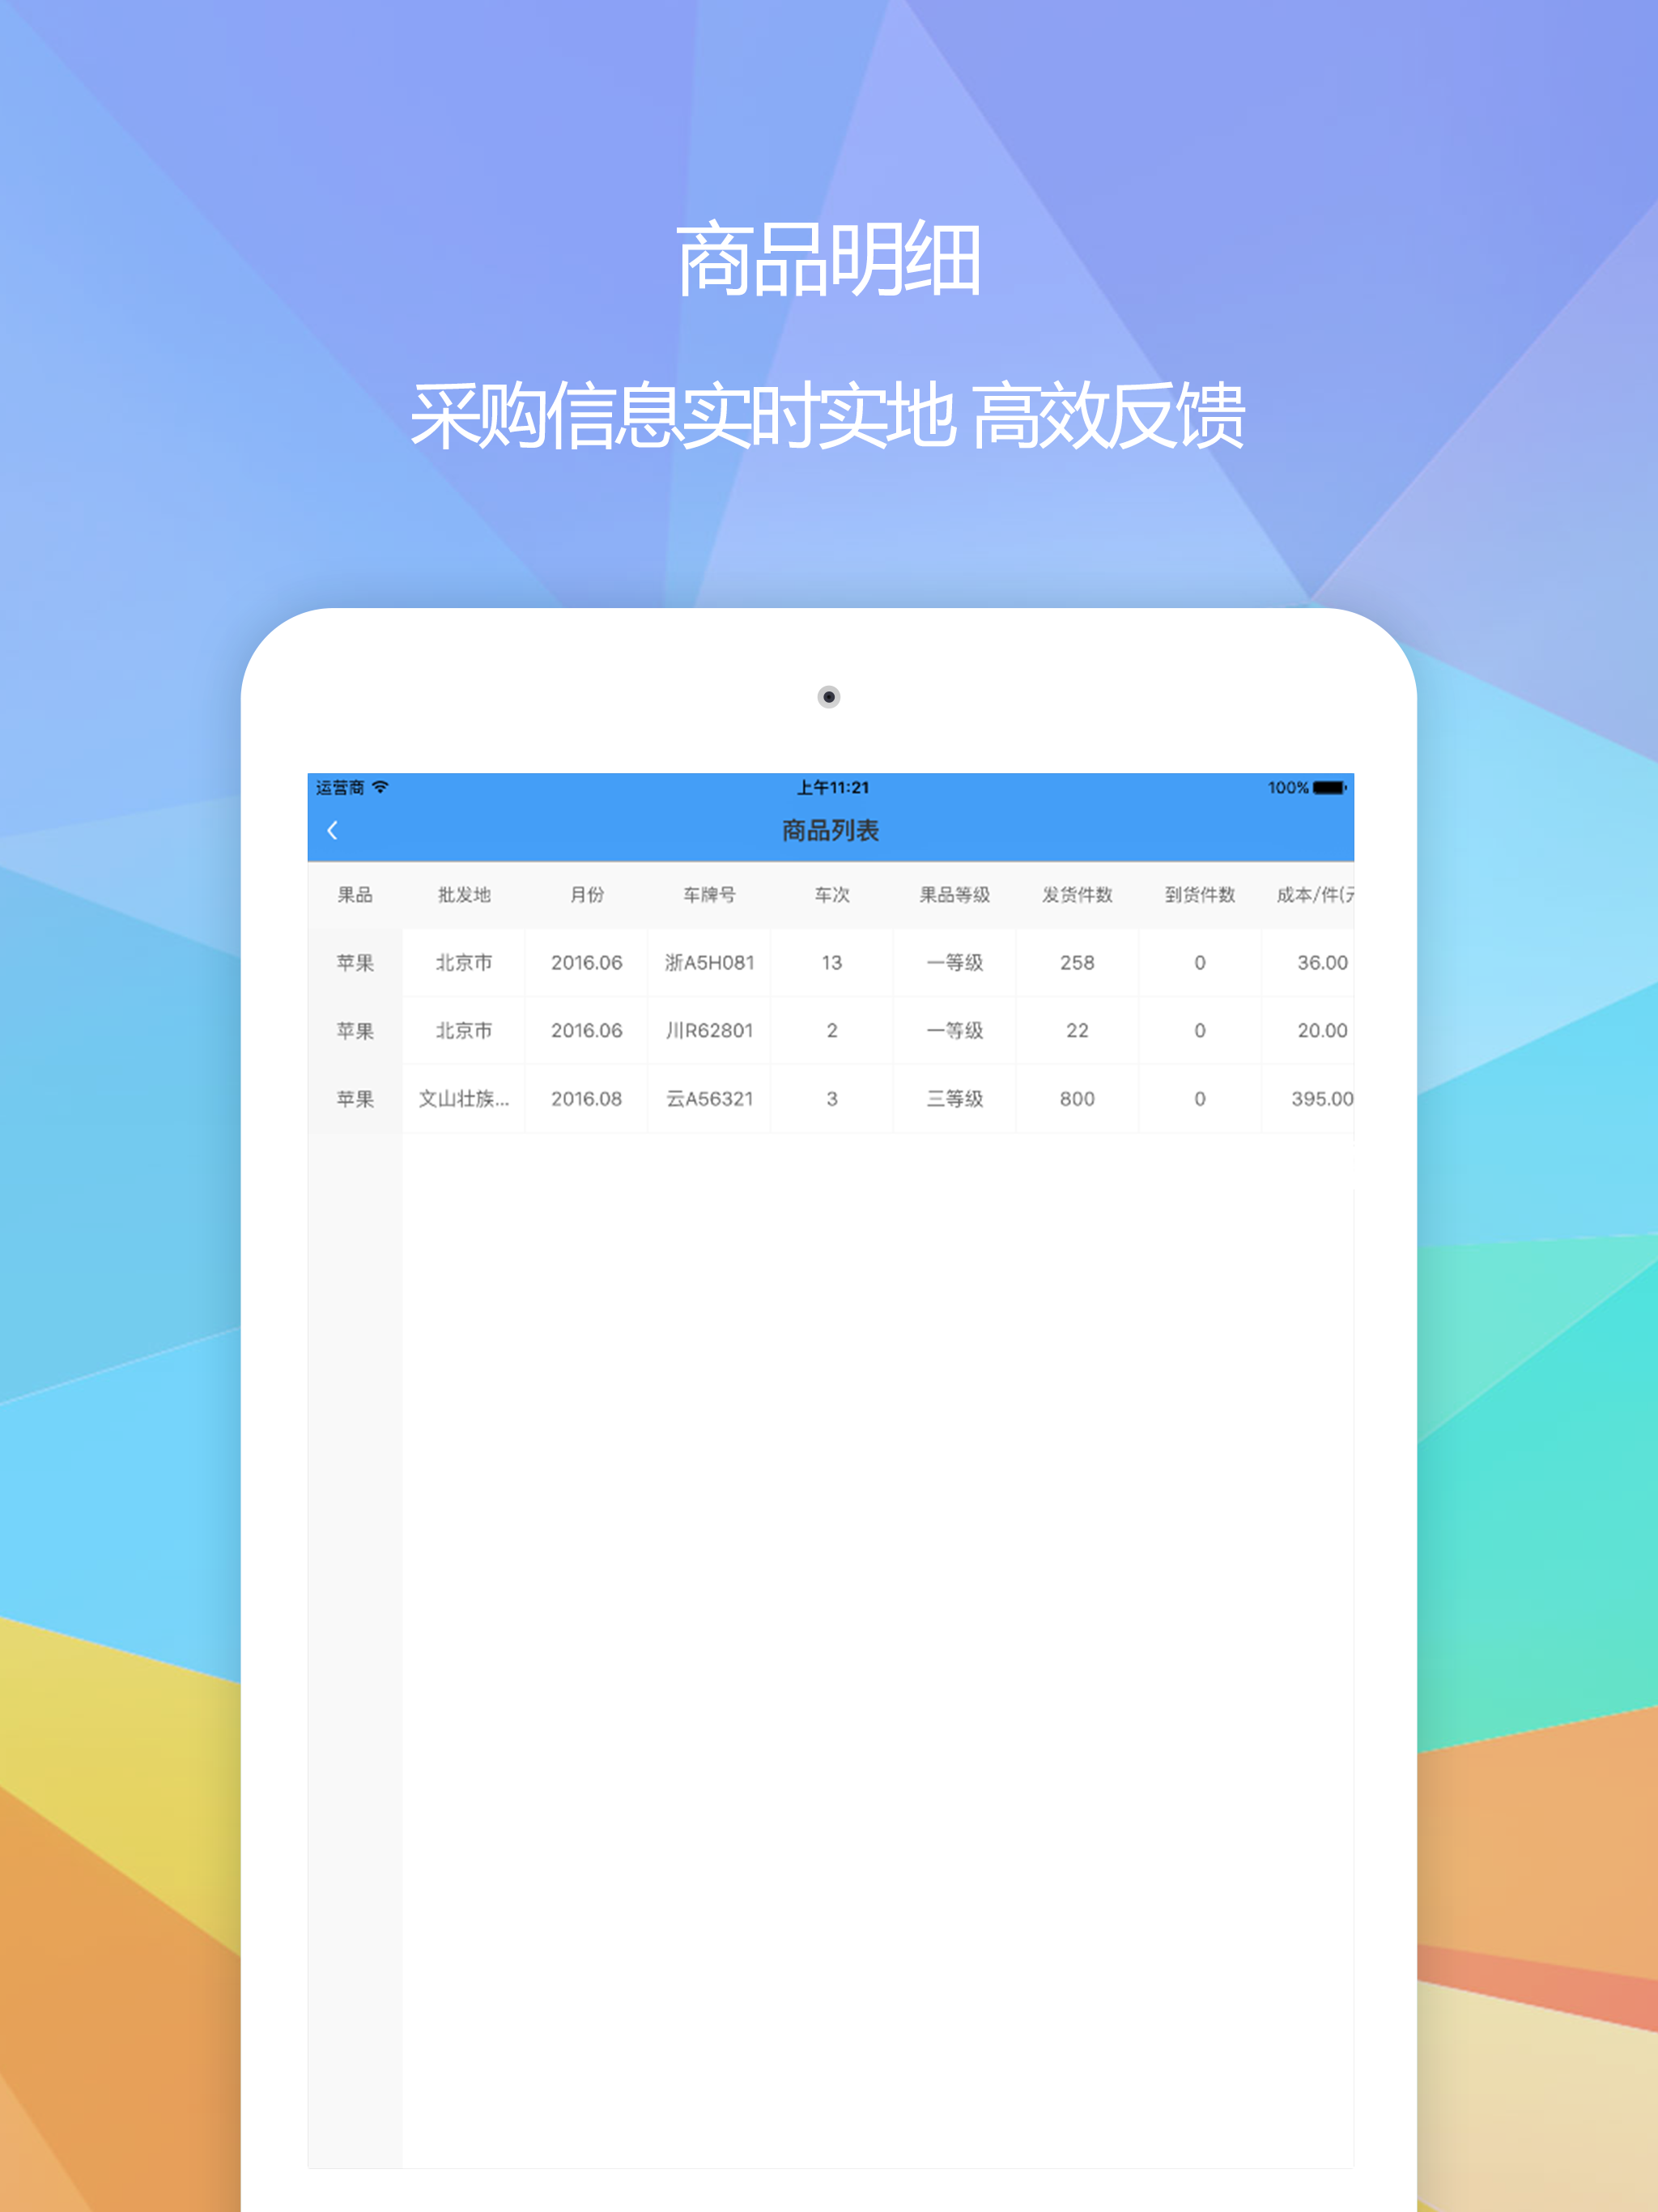 商品明细
采购信息实时实地 高效反馈
运营商 上午11:21 100%
商品列表
果品 批发地 月份 车牌号 车次 果品等级 发货件数 到货件数 成本/件(
苹果 北京市 2016.06 浙A5H081 13 一等级 258 0 36.00
苹果 北京市 2016.06 川R62801 2 一等级 22 0 20.00
苹果 文山壮族... 2016.08 云A56321 3 三等级 800 0 395.00